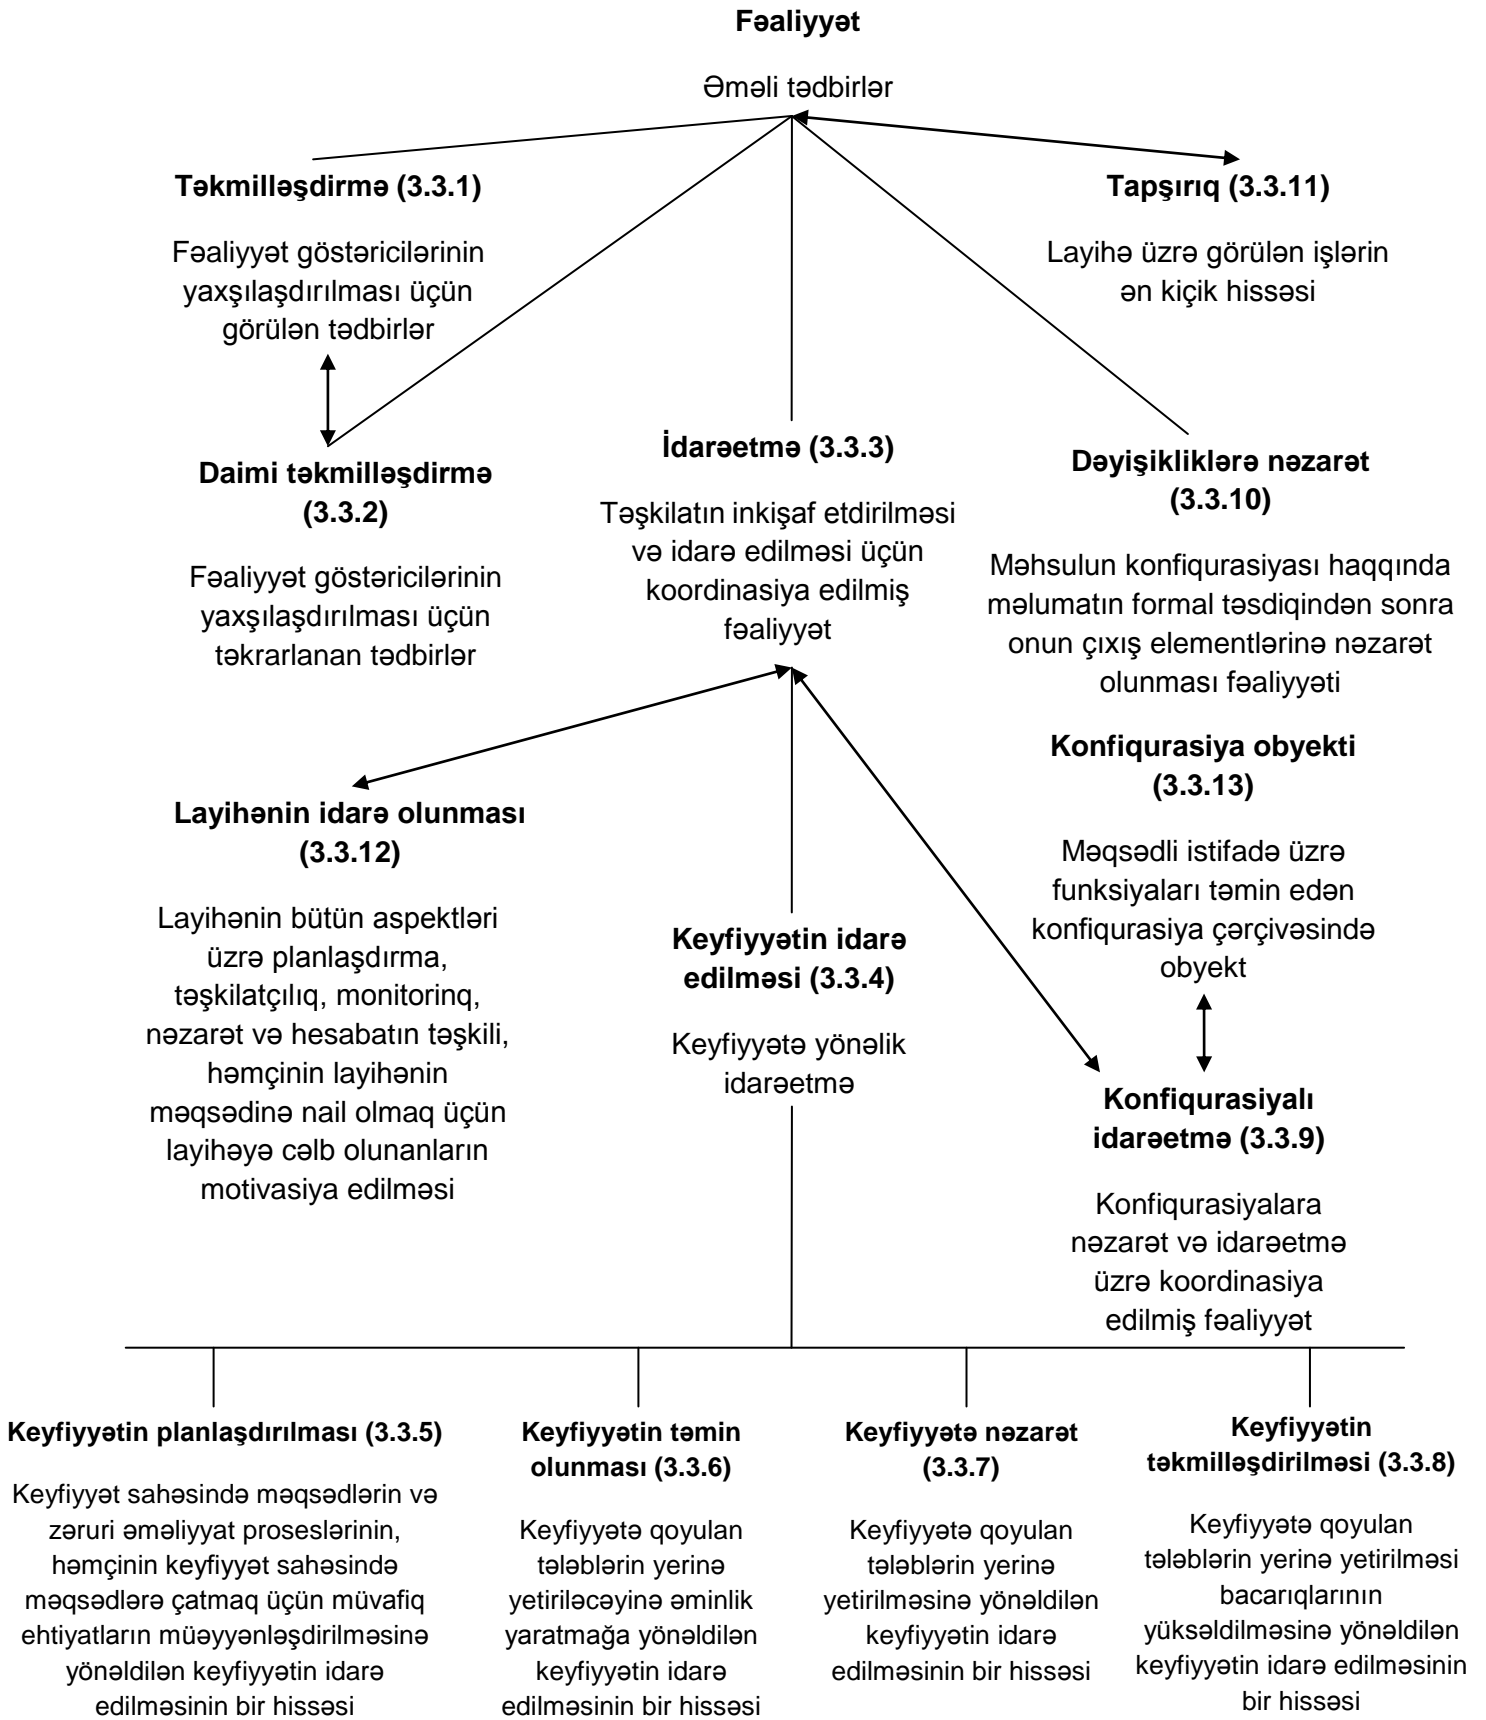 Fəaliyyət
Əməli tədbirlər
Təkmilləşdirmə (3.3.1)
Fəaliyyət göstəricilərinin
yaxşılaşdırılması üçün
görülən tədbirlər
Tapşırıq (3.3.11)
Layihə üzrə görülən işlərin
ən kiçik hissəsi
Daimi təkmilləşdirmə
(3.3.2)
Fəaliyyət göstəricilərinin
yaxşılaşdırılması üçün
təkrarlanan tədbirlər
İdarəetmə (3.3.3)
Təşkilatın inkişaf etdirilməsi
və idarə edilməsi üçün
koordinasiya edilmiş
fəaliyyət
Dəyişikliklərə nəzarət
(3.3.10)
Məhsulun konfiqurasiyası haqqında
məlumatın formal təsdiqindən sonra
onun çıxış elementlərinə nəzarət
olunması fəaliyyəti
Layihənin idarə olunması
(3.3.12)
Layihənin bütün aspektləri
üzrə planlaşdırma,
təşkilatçılıq, monitorinq,
nəzarət və hesabatın təşkili,
həmçinin layihənin
məqsədinə nail olmaq üçün
layihəyə cəlb olunanların
motivasiya edilməsi
Keyfiyyətin idarə
edilməsi (3.3.4)
Keyfiyyətə yönəlik
idarəetmə
Konfiqurasiya obyekti
(3.3.13)
Məqsədli istifadə üzrə
funksiyaları təmin edən
konfiqurasiya çərçivəsində
obyekt
Konfiqurasiyalı
idarəetmə (3.3.9)
Konfiqurasiyalara
nəzarət və idarəetmə
üzrə koordinasiya
edilmiş fəaliyyət
Keyfiyyətin planlaşdırılması (3.3.5)
Keyfiyyət sahəsində məqsədlərin və
zəruri əməliyyat proseslərinin,
həmçinin keyfiyyət sahəsində
məqsədlərə çatmaq üçün müvafiq
ehtiyatların müəyyənləşdirilməsinə
yönəldilən keyfiyyətin idarə
edilməsinin bir hissəsi
Keyfiyyətin təmin
olunması (3.3.6)
Keyfiyyətə qoyulan
tələblərin yerinə
yetiriləcəyinə əminlik
yaratmağa yönəldilən
keyfiyyətin idarə
edilməsinin bir hissəsi
Keyfiyyətə nəzarət
(3.3.7)
Keyfiyyətə qoyulan
tələblərin yerinə
yetirilməsinə yönəldilən
keyfiyyətin idarə
edilməsinin bir hissəsi
Keyfiyyətin
təkmilləşdirilməsi (3.3.8)
Keyfiyyətə qoyulan
tələblərin yerinə yetirilməsi
bacarıqlarının
yüksəldilməsinə yönəldilən
keyfiyyətin idarə edilməsinin
bir hissəsi